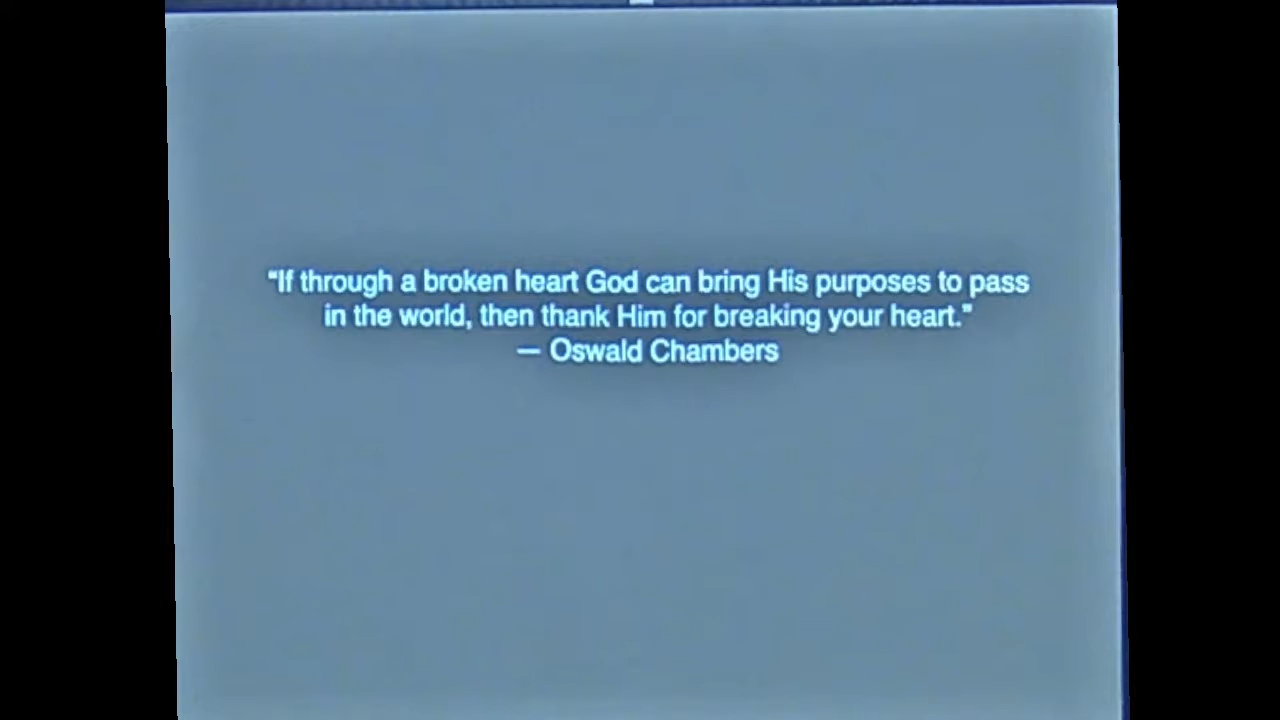 "If through a broken heart God can bring His purposes to pass
in the world, then thank Him for breaking your heart."
— Oswald Chambers